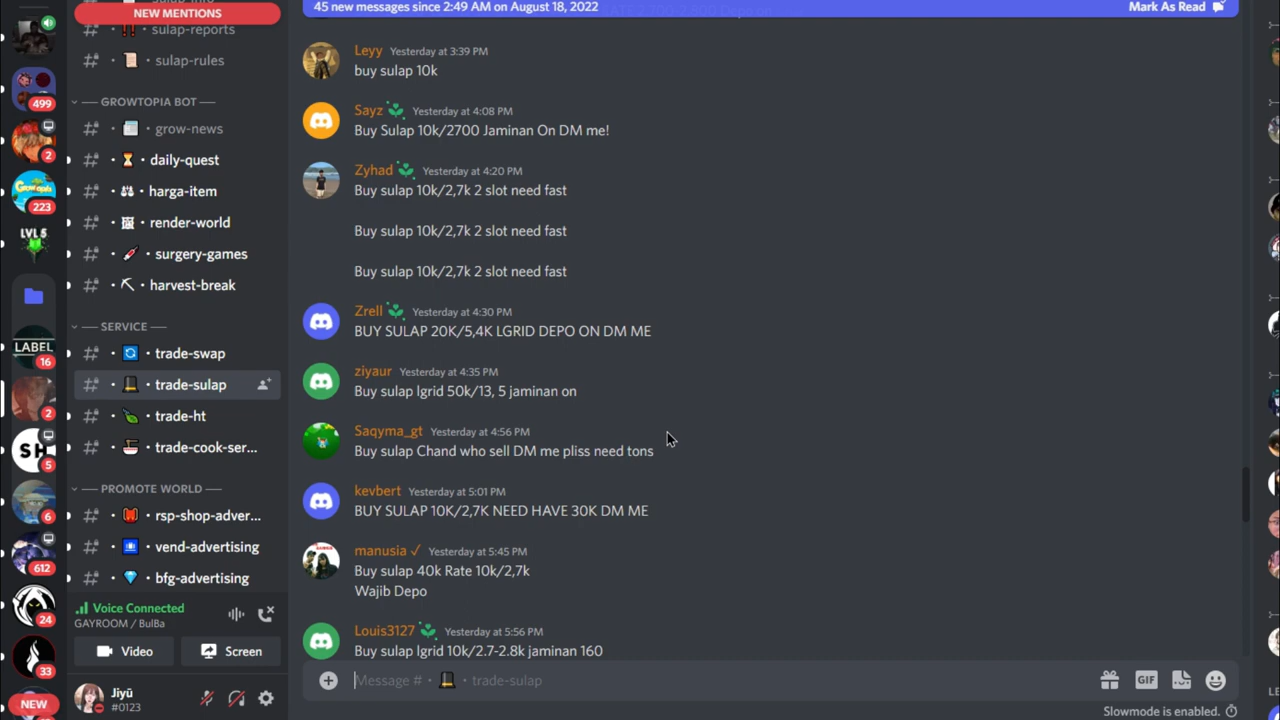 NEW MENTIONS
sulap-reports
sulap-rules
GROWTOPIA BOT
grow-news
daily-quest
harga-item
render-world
surgery-games
harvest-break
SERVICE
trade-swap
trade-sulap
trade-ht
trade-cook-ser...
PROMOTE WORLD
rsp-shop-adver...
vend-advertising
bfg-advertising
Voice Connected
GAYROOM / BulBa
Video
Screen
Jiyū
#0123
499
2
223
LVL 5
LABEL
16
2
SH
5
6
612
24
33
NEW
45 new messages since 2:49 AM on August 18, 2022
Mark As Read
Leyy Yesterday at 3:39 PM
buy sulap 10k
Sayz Yesterday at 4:08 PM
Buy Sulap 10k/2700 Jaminan On DM me!
Zyhad Yesterday at 4:20 PM
Buy sulap 10k/2,7k 2 slot need fast
Buy sulap 10k/2,7k 2 slot need fast
Buy sulap 10k/2,7k 2 slot need fast
Zrell Yesterday at 4:30 PM
BUY SULAP 20K/5,4K LGRID DEPO ON DM ME
ziyaur Yesterday at 4:35 PM
Buy sulap lgrid 50k/13, 5 jaminan on
Saqyma_gt Yesterday at 4:56 PM
Buy sulap Chand who sell DM me pliss need tons
kevbert Yesterday at 5:01 PM
BUY SULAP 10K/2,7K NEED HAVE 30K DM ME
manusia ✓ Yesterday at 5:45 PM
Buy sulap 40k Rate 10k/2,7k
Wajib Depo
Louis3127 Yesterday at 5:56 PM
Buy sulap lgrid 10k/2.7-2.8k jaminan 160
Message # · trade-sulap
GIF
Slowmode is enabled.